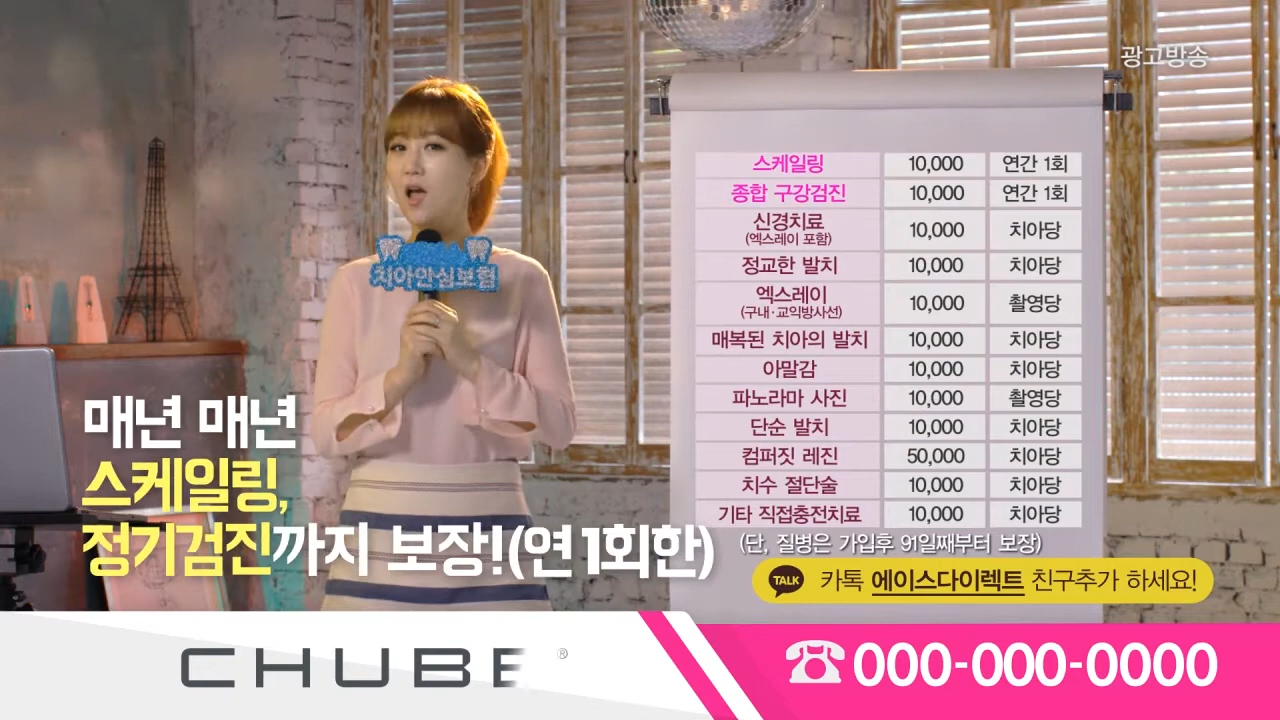 광고방송
치아안심보험
스케일링 10,000 연간 1회
종합 구강검진 10,000 연간 1회
신경치료 10,000 치아당
(엑스레이 포함)
정교한 발치 10,000 치아당
엑스레이 10,000 촬영당
(구내·교익방사선)
매복된 치아의 발치 10,000 치아당
아말감 10,000 치아당
파노라마 사진 10,000 촬영당
단순 발치 10,000 치아당
컴퍼짓 레진 50,000 치아당
치수 절단술 10,000 치아당
기타 직접충전치료 10,000 치아당
(단, 질병은 가입후 91일째부터 보장)
매년 매년
스케일링,
정기검진까지 보장!(연1회한)
TALK 카톡 에이스다이렉트 친구추가 하세요!
CHUBB®
000-000-0000